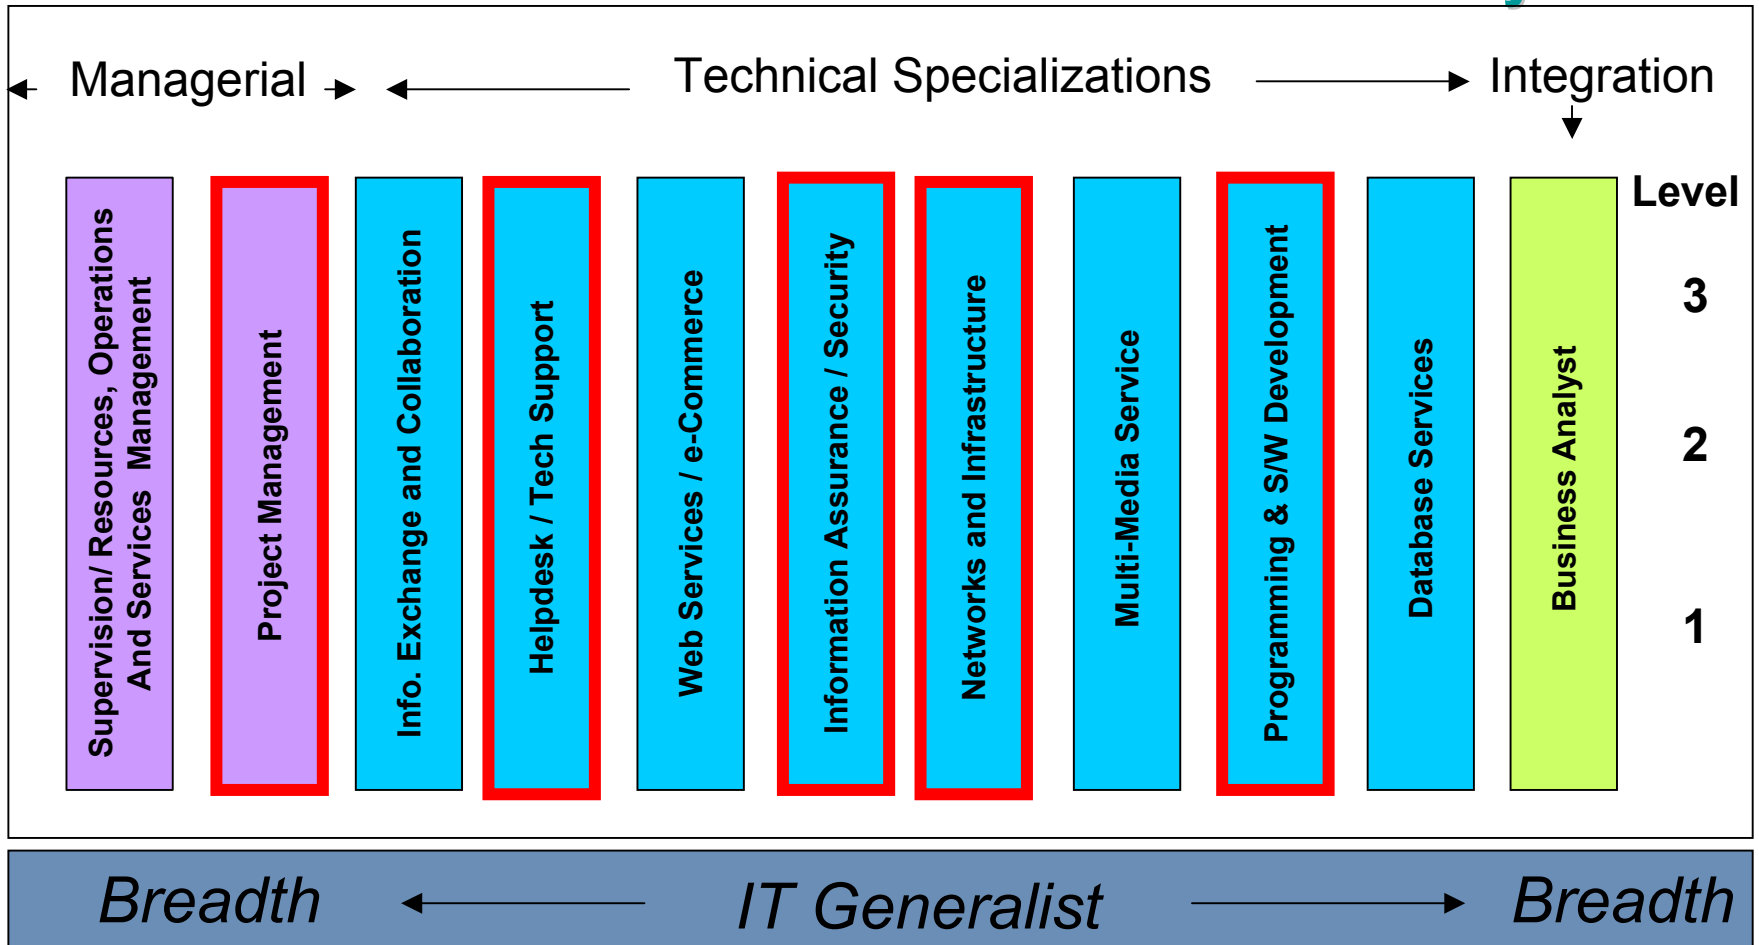 Managerial
Technical Specializations
Integration
Supervision/ Resources, Operations
And Services Management
Project Management
Info. Exchange and Collaboration
Helpdesk / Tech Support
Web Services / e-Commerce
Information Assurance / Security
Networks and Infrastructure
Multi-Media Service
Programming & S/W Development
Database Services
Business Analyst
Level
3
2
1
Breadth
IT Generalist
Breadth